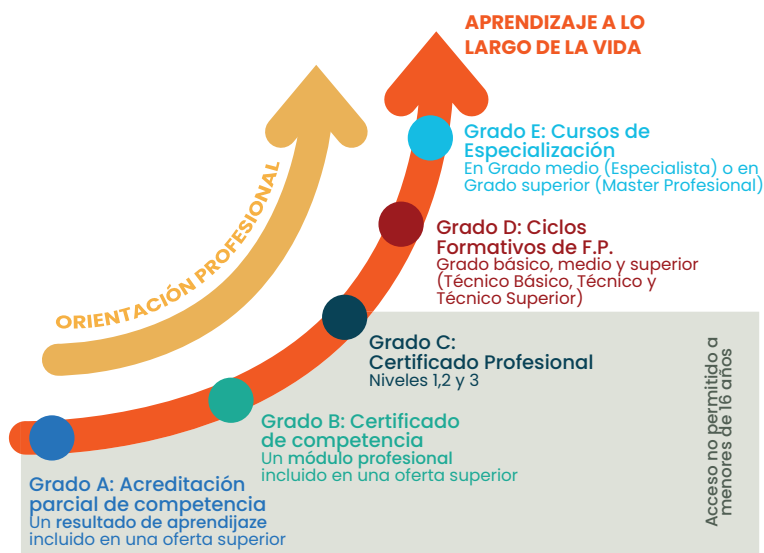 APRENDIZAJE A LO
LARGO DE LA VIDA
ORIENTACIÓN PROFESIONAL
Grado E: Cursos de
Especialización
En Grado medio (Especialista) o en
Grado superior (Master Profesional)
Grado D: Ciclos
Formativos de F.P.
Grado básico, medio y superior
(Técnico Básico, Técnico y
Técnico Superior)
Grado C:
Certificado Profesional
Niveles 1,2 y 3
Grado B: Certificado
de competencia
Un módulo profesional
incluido en una oferta superior
Grado A: Acreditación
parcial de competencia
Un resultado de aprendijaze
incluido en una oferta superior
Acceso no permitido a
menores de 16 años